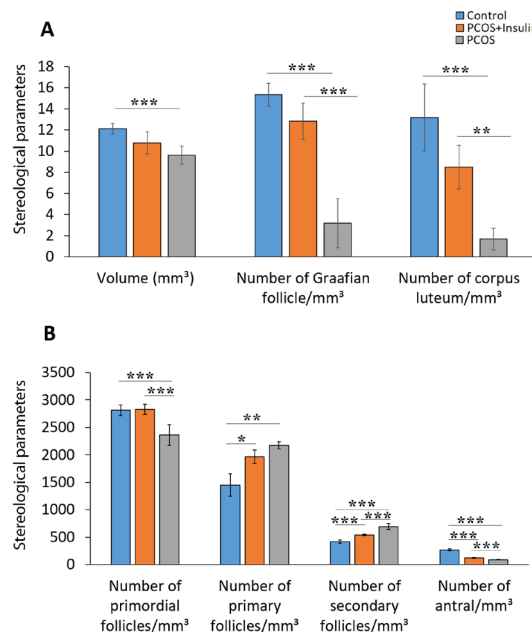 A
Control
PCOS+Insulin
PCOS
Stereological parameters
18
16
14
12
10
8
6
4
2
0
***
***
***
***
**
Volume (mm³)
Number of Graafian
follicle/mm³
Number of corpus
luteum/mm³
B
Stereological parameters
3500
3000
2500
2000
1500
1000
500
0
***
***
**
*
***
***
***
***
***
***
Number of
primordial
follicles/mm³
Number of
primary
follicles/mm³
Number of
secondary
follicles/mm³
Number of
antral/mm³